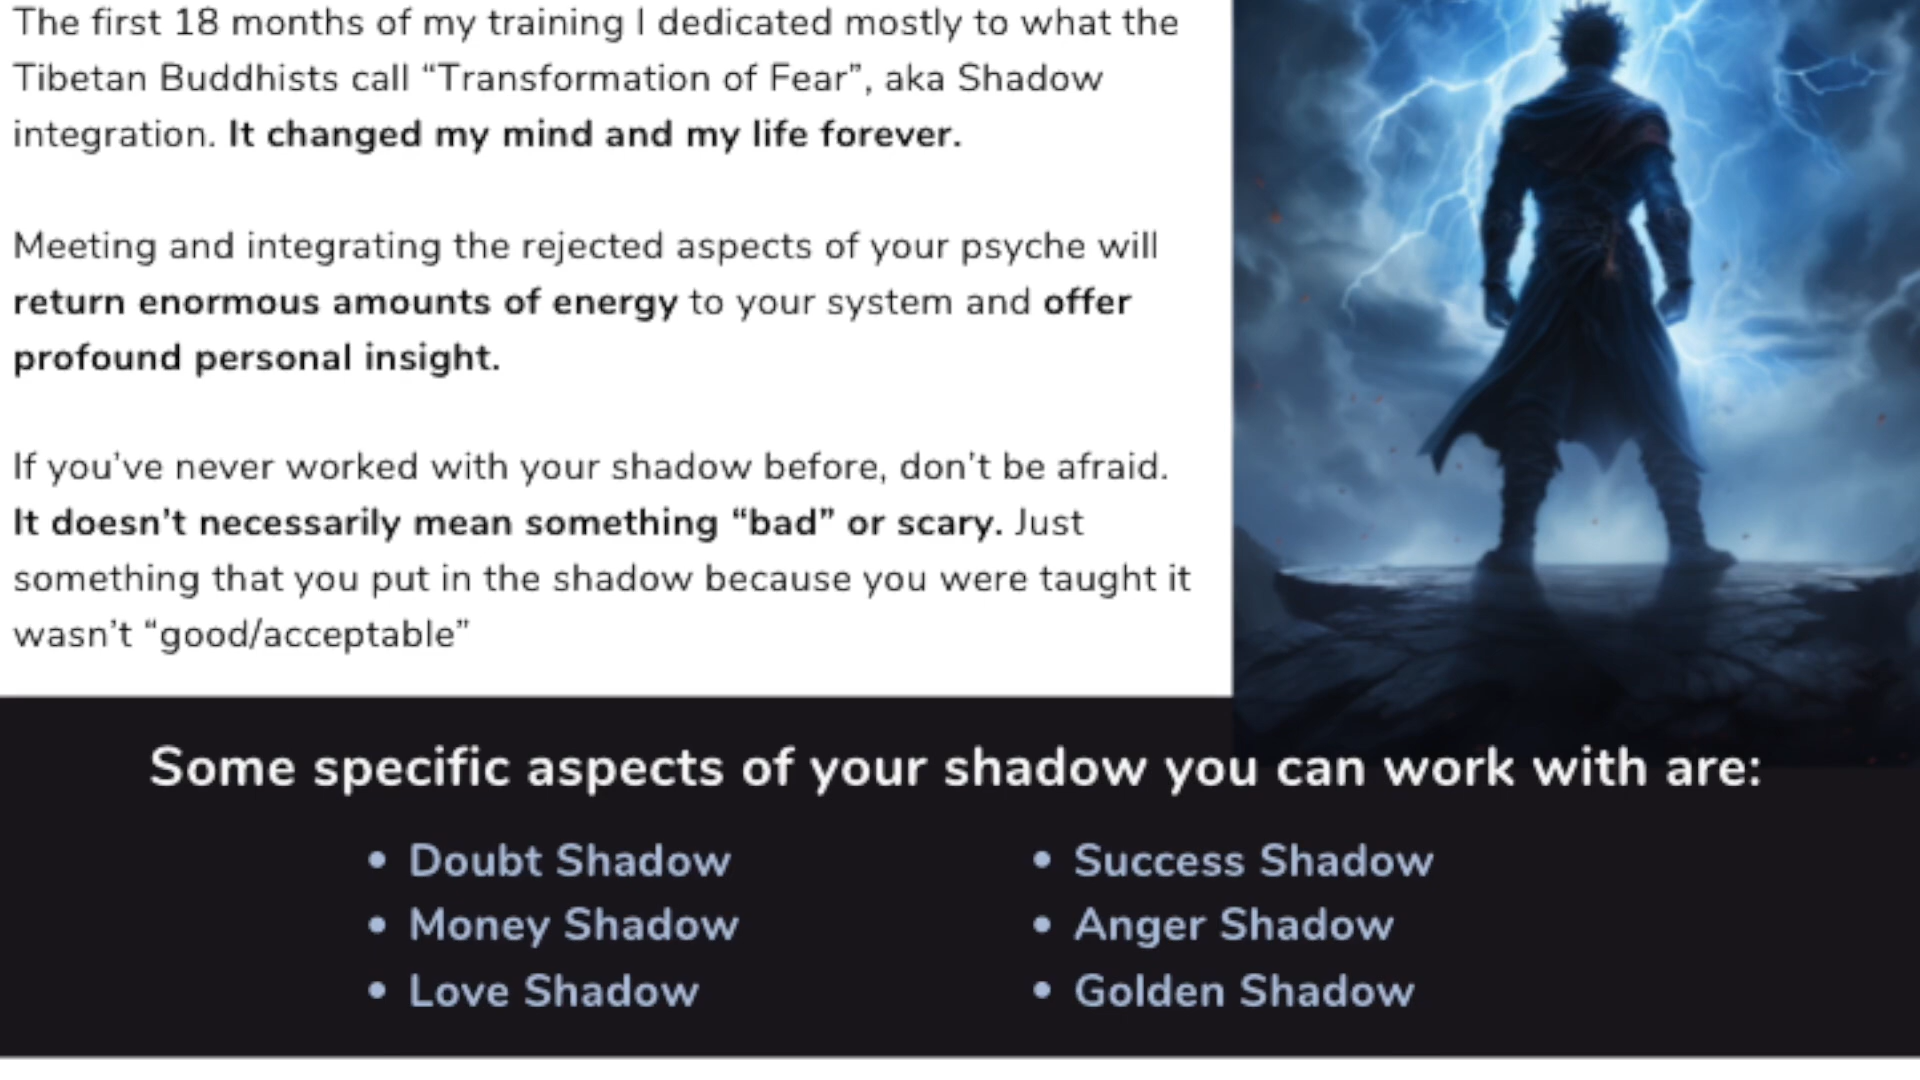 The first 18 months of my training I dedicated mostly to what the
Tibetan Buddhists call “Transformation of Fear”, aka Shadow
integration. It changed my mind and my life forever.
Meeting and integrating the rejected aspects of your psyche will
return enormous amounts of energy to your system and offer
profound personal insight.
If you’ve never worked with your shadow before, don’t be afraid.
It doesn’t necessarily mean something “bad” or scary. Just
something that you put in the shadow because you were taught it
wasn’t “good/acceptable”
Some specific aspects of your shadow you can work with are:
• Doubt Shadow
• Money Shadow
• Love Shadow
• Success Shadow
• Anger Shadow
• Golden Shadow